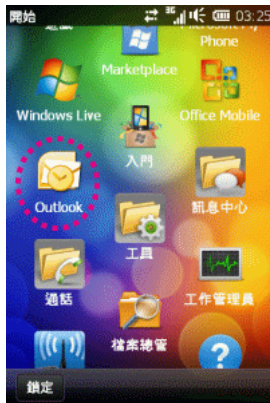 開始 03:25
Phone
Marketplace
Windows Live
Office Mobile
入門
Outlook
訊息中心
工具
通話
工作管理員
檔案總管
鎖定